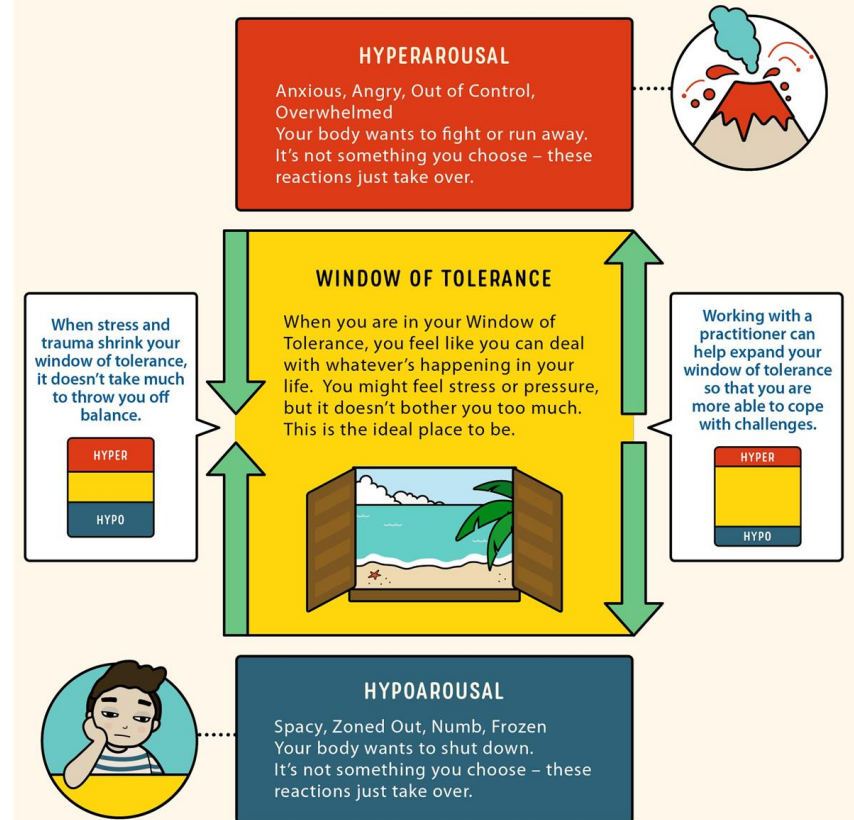 HYPERAROUSAL
Anxious, Angry, Out of Control,
Overwhelmed
Your body wants to fight or run away.
It’s not something you choose – these
reactions just take over.
WINDOW OF TOLERANCE
When you are in your Window of
Tolerance, you feel like you can deal
with whatever’s happening in your
life.  You might feel stress or pressure,
but it doesn’t bother you too much.
This is the ideal place to be.
When stress and
trauma shrink your
window of tolerance,
it doesn’t take much
to throw you off
balance.
HYPER
HYPO
Working with a
practitioner can
help expand your
window of tolerance
so that you are
more able to cope
with challenges.
HYPER
HYPO
HYPOAROUSAL
Spacy, Zoned Out, Numb, Frozen
Your body wants to shut down.
It’s not something you choose – these
reactions just take over.